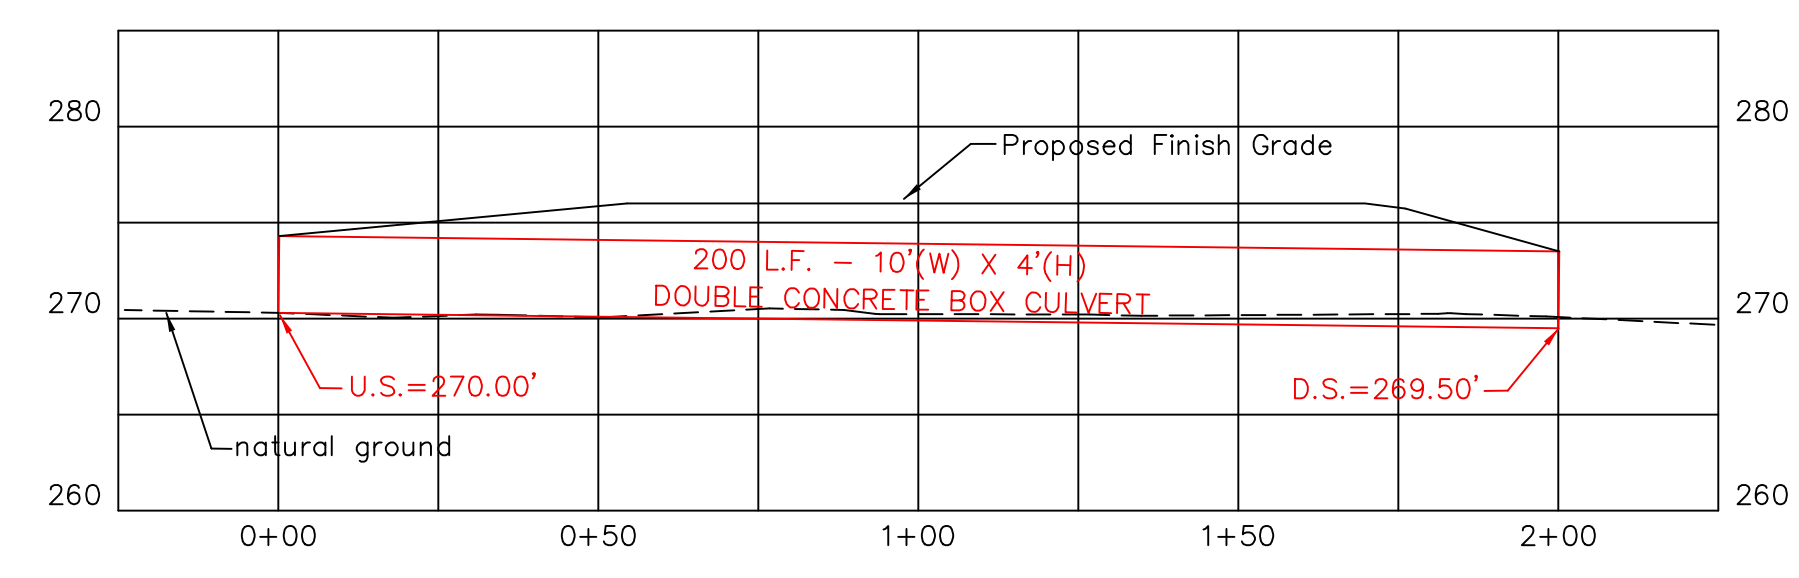 280 280
Proposed Finish Grade
200 L.F. - 10'(W) X 4'(H)
DOUBLE CONCRETE BOX CULVERT
270 270
U.S.=270.00'
D.S.=269.50'
natural ground
260 260
0+00 0+50 1+00 1+50 2+00